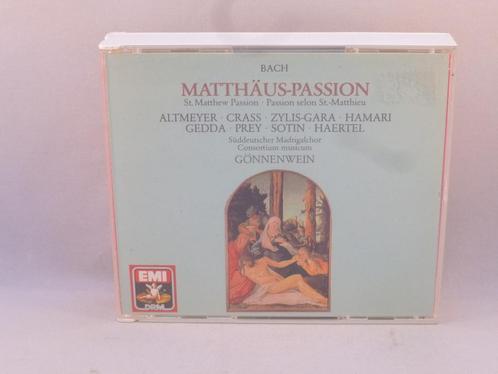 BACH
MATTHÄUS-PASSION
St. Matthew Passion · Passion selon St.-Matthieu
ALTMEYER · CRASS · ZYLIS-GARA · HAMARI
GEDDA · PREY · SOTIN · HAERTEL
Süddeutscher Madrigalchor
Consortium musicum
GÖNNENWEIN
EMI
DRM